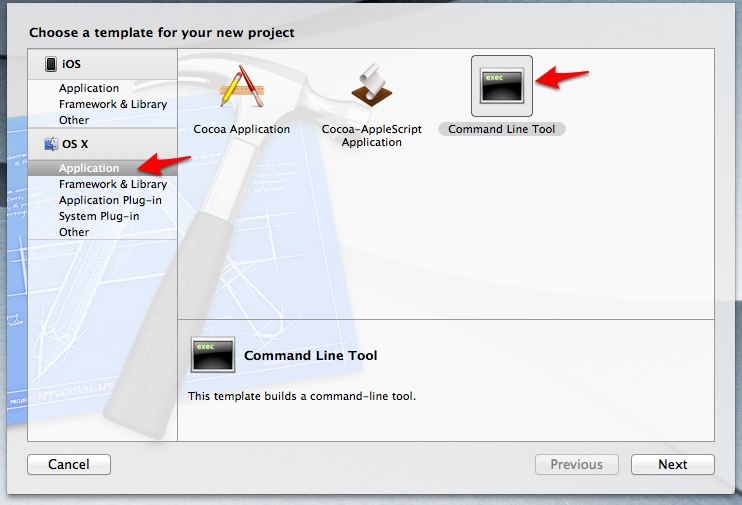 Choose a template for your new project
iOS
Application
Framework & Library
Other
OS X
Application
Framework & Library
Application Plug-in
System Plug-in
Other
Cocoa Application
Cocoa-AppleScript
Application
exec
Command Line Tool
exec
Command Line Tool
This template builds a command-line tool.
Cancel
Previous
Next